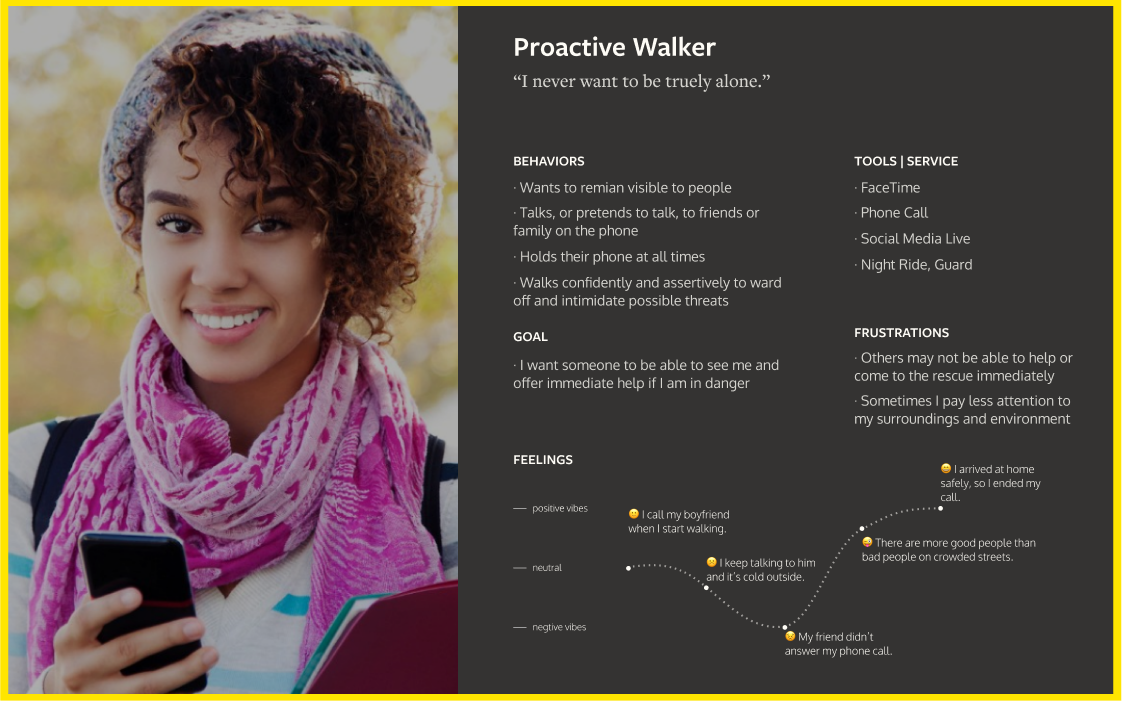 Proactive Walker
“I never want to be truely alone.”
BEHAVIORS
· Wants to remian visible to people
· Talks, or pretends to talk, to friends or
family on the phone
· Holds their phone at all times
· Walks confidently and assertively to ward
off and intimidate possible threats
GOAL
· I want someone to be able to see me and
offer immediate help if I am in danger
TOOLS | SERVICE
· FaceTime
· Phone Call
· Social Media Live
· Night Ride, Guard
FRUSTRATIONS
· Others may not be able to help or
come to the rescue immediately
· Sometimes I pay less attention to
my surroundings and environment
FEELINGS
positive vibes
neutral
negtive vibes
😐 I call my boyfriend
when I start walking.
😐 I keep talking to him
and it’s cold outside.
😟 My friend didn’t
answer my phone call.
😅 There are more good people than
bad people on crowded streets.
😄 I arrived at home
safely, so I ended my
call.